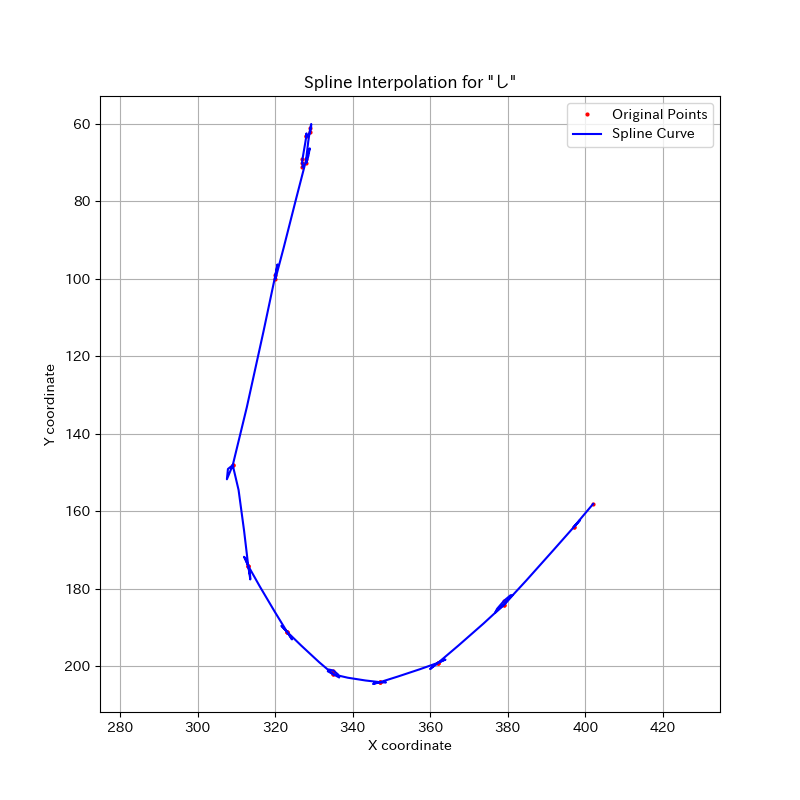 Spline Interpolation for "し"
Original Points
Spline Curve
60
80
100
120
140
160
180
200
Y coordinate
280 300 320 340 360 380 400 420
X coordinate